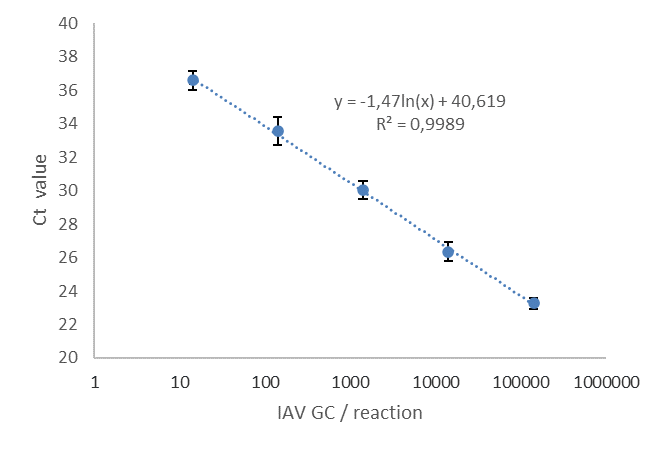 40
38
36
34
32
30
28
26
24
22
20
Ct value
y = -1,47ln(x) + 40,619
R² = 0,9989
1 10 100 1000 10000 100000 1000000
IAV GC / reaction